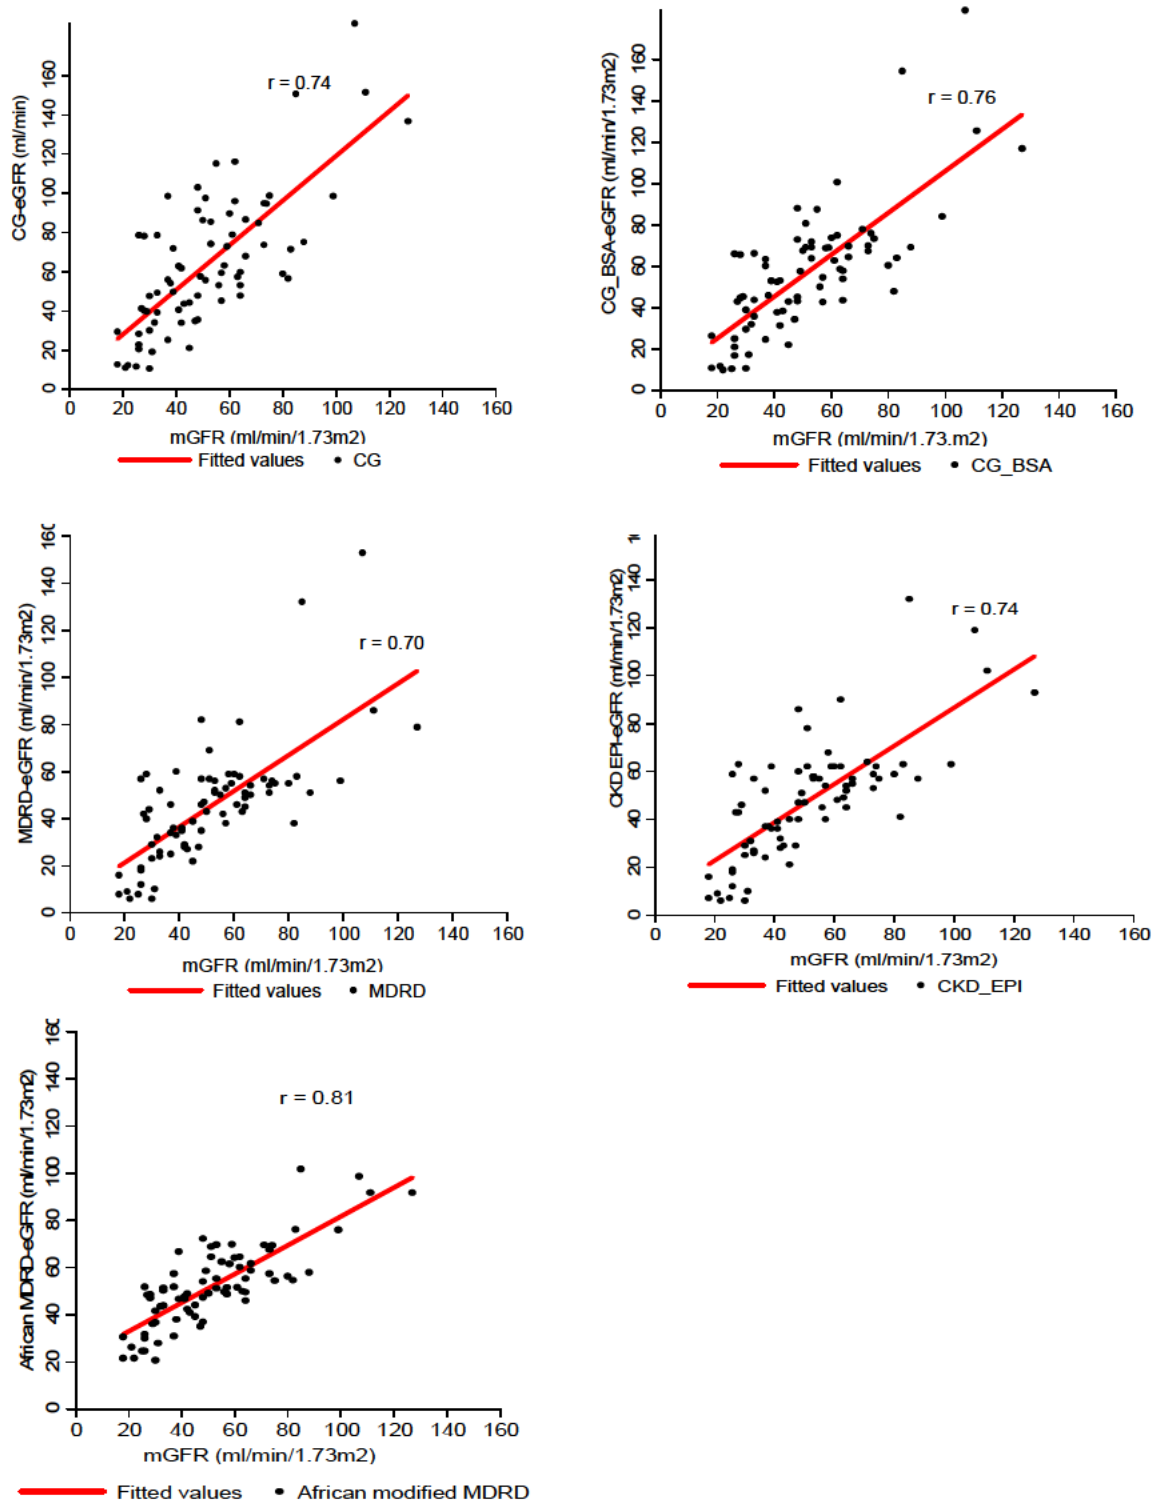 CG-eGFR (ml/min)
160
140
120
100
80
60
40
20
0
r = 0.74
0 20 40 60 80 100 120 140 160
mGFR (ml/min/1.73m2)
Fitted values CG
CG_BSA-eGFR (ml/min/1.73m2)
160
140
120
100
80
60
40
20
0
r = 0.76
0 20 40 60 80 100 120 140 160
mGFR (ml/min/1.73.m2)
Fitted values CG_BSA
MDRD-eGFR (ml/min/1.73m2)
160
140
120
100
80
60
40
20
0
r = 0.70
0 20 40 60 80 100 120 140 160
mGFR (ml/min/1.73m2)
Fitted values MDRD
CKD EPI-eGFR (ml/min/1.73m2)
140
120
100
80
60
40
20
0
r = 0.74
0 20 40 60 80 100 120 140 160
mGFR (ml/min/1.73m2)
Fitted values CKD_EPI
African MDRD-eGFR (ml/min/1.73m2)
160
140
120
100
80
60
40
20
0
r = 0.81
0 20 40 60 80 100 120 140 160
mGFR (ml/min/1.73m2)
Fitted values African modified MDRD